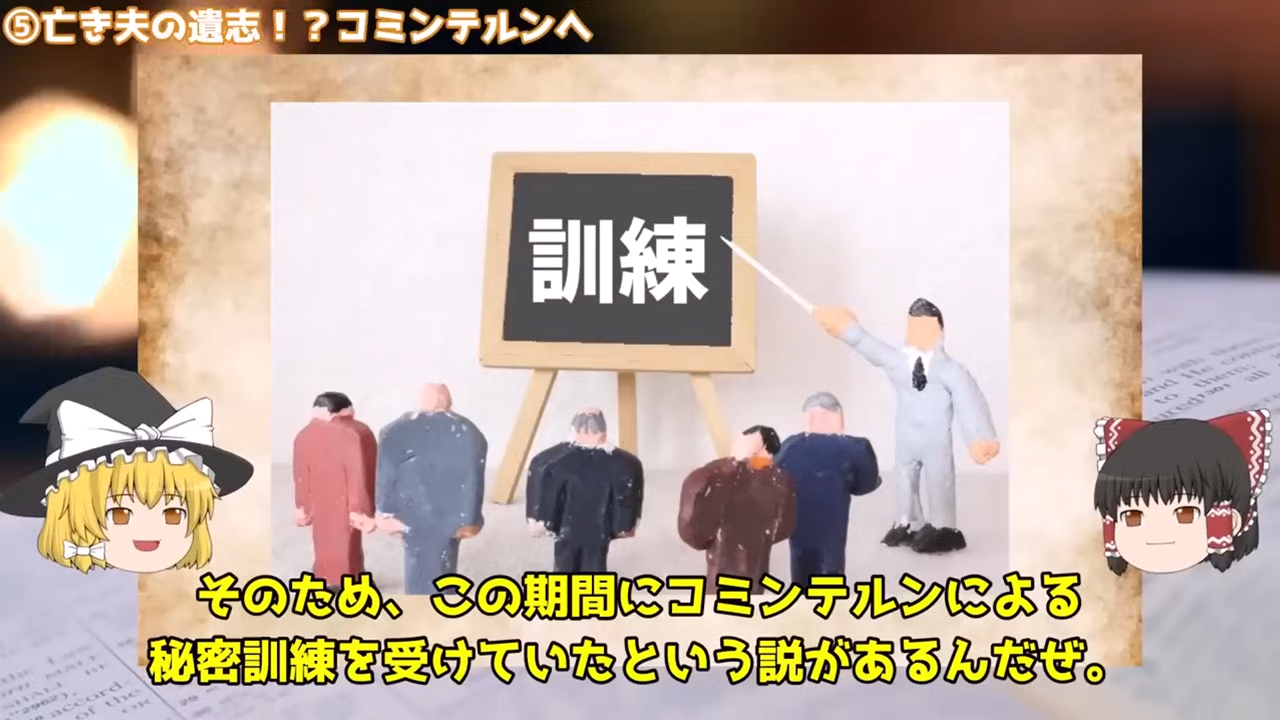 ⑤亡き夫の遺志！？コミンテルンへ
訓練
そのため、この期間にコミンテルンによる
秘密訓練を受けていたという説があるんだぜ。